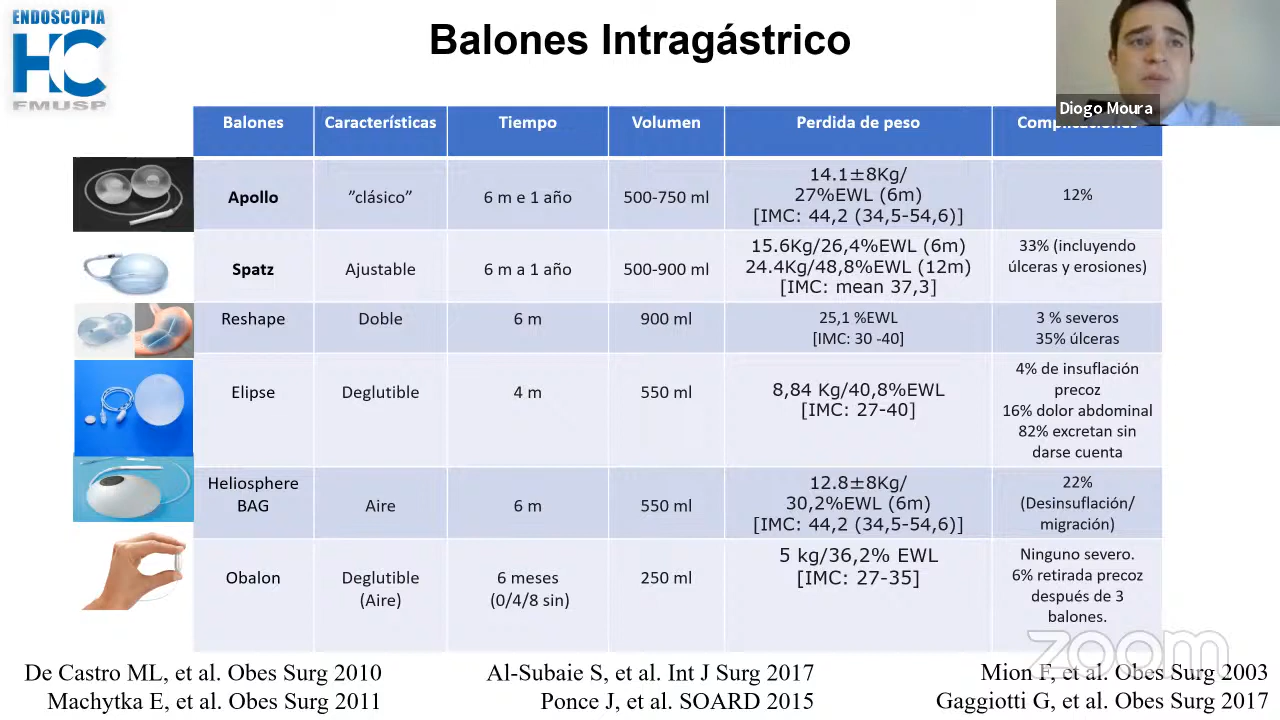 ENDOSCOPIA
HC
FMUSP
Balones Intragástrico
Diogo Moura
Balones Características Tiempo Volumen Perdida de peso Complicaciones
Apollo ”clásico” 6 m e 1 año 500-750 ml 14.1±8Kg/
27%EWL (6m)
[IMC: 44,2 (34,5-54,6)]
12%
Spatz Ajustable 6 m a 1 año 500-900 ml 15.6Kg/26,4%EWL (6m)
24.4Kg/48,8%EWL (12m)
[IMC: mean 37,3]
33% (incluyendo
úlceras y erosiones)
Reshape Doble 6 m 900 ml 25,1 %EWL
[IMC: 30 -40]
3 % severos
35% úlceras
Elipse Deglutible 4 m 550 ml 8,84 Kg/40,8%EWL
[IMC: 27-40]
4% de insuflación
precoz
16% dolor abdominal
82% excretan sin
darse cuenta
Heliosphere
BAG
Aire 6 m 550 ml 12.8±8Kg/
30,2%EWL (6m)
[IMC: 44,2 (34,5-54,6)]
22%
(Desinsuflación/
migración)
Obalon Deglutible
(Aire)
6 meses
(0/4/8 sin)
250 ml 5 kg/36,2% EWL
[IMC: 27-35]
Ninguno severo.
6% retirada precoz
después de 3
balones.
zoom
De Castro ML, et al. Obes Surg 2010
Machytka E, et al. Obes Surg 2011
Al-Subaie S, et al. Int J Surg 2017
Ponce J, et al. SOARD 2015
Mion F, et al. Obes Surg 2003
Gaggiotti G, et al. Obes Surg 2017